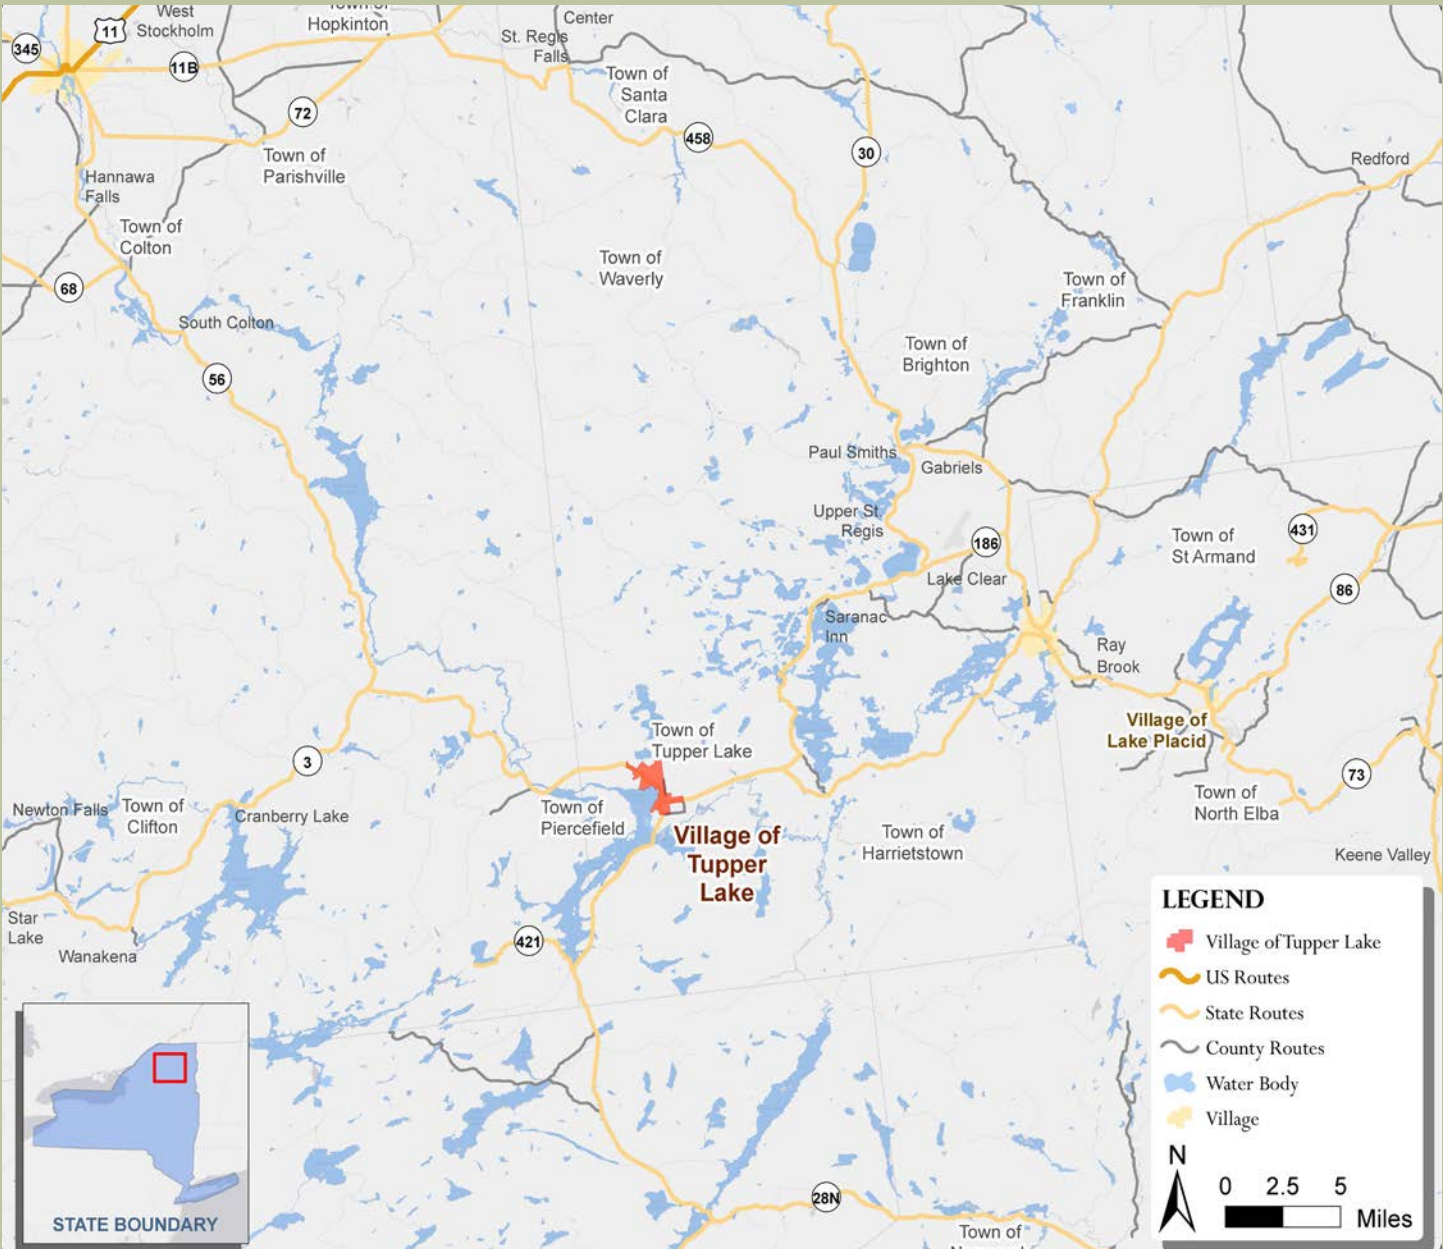 West
Stockholm
Town of
Hopkinton
Center
St. Regis
Falls
11
345
11B
72
Town of
Santa
Clara
458
30
Redford
Town of
Parishville
Hannawa
Falls
Town of
Colton
68
Town of
Waverly
Town of
Franklin
South Colton
56
Town of
Brighton
Paul Smiths
Gabriels
Upper St.
Regis
186
Town of
St Armand
431
Lake Clear
86
Saranac
Inn
Ray
Brook
Village of
Lake Placid
Town of
Tupper Lake
3
73
Newton Falls
Town of
Clifton
Cranberry Lake
Town of
Piercefield
Town of
North Elba
Village of
Tupper
Lake
Town of
Harrietstown
Keene Valley
Star
Lake
Wanakena
421
28N
Town of
STATE BOUNDARY
LEGEND
Village of Tupper Lake
US Routes
State Routes
County Routes
Water Body
Village
N
0 2.5 5
Miles